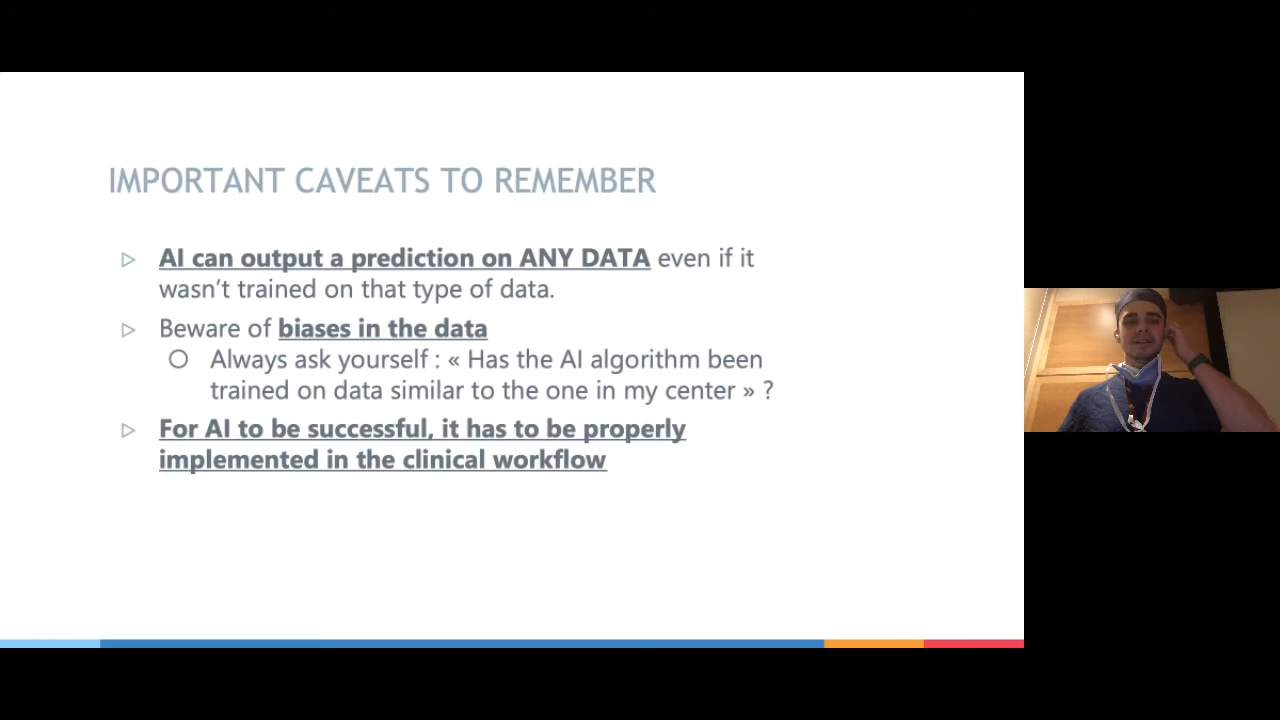 IMPORTANT CAVEATS TO REMEMBER
AI can output a prediction on ANY DATA even if it
wasn't trained on that type of data.
Beware of biases in the data
Always ask yourself : « Has the AI algorithm been
trained on data similar to the one in my center » ?
For AI to be successful, it has to be properly
implemented in the clinical workflow